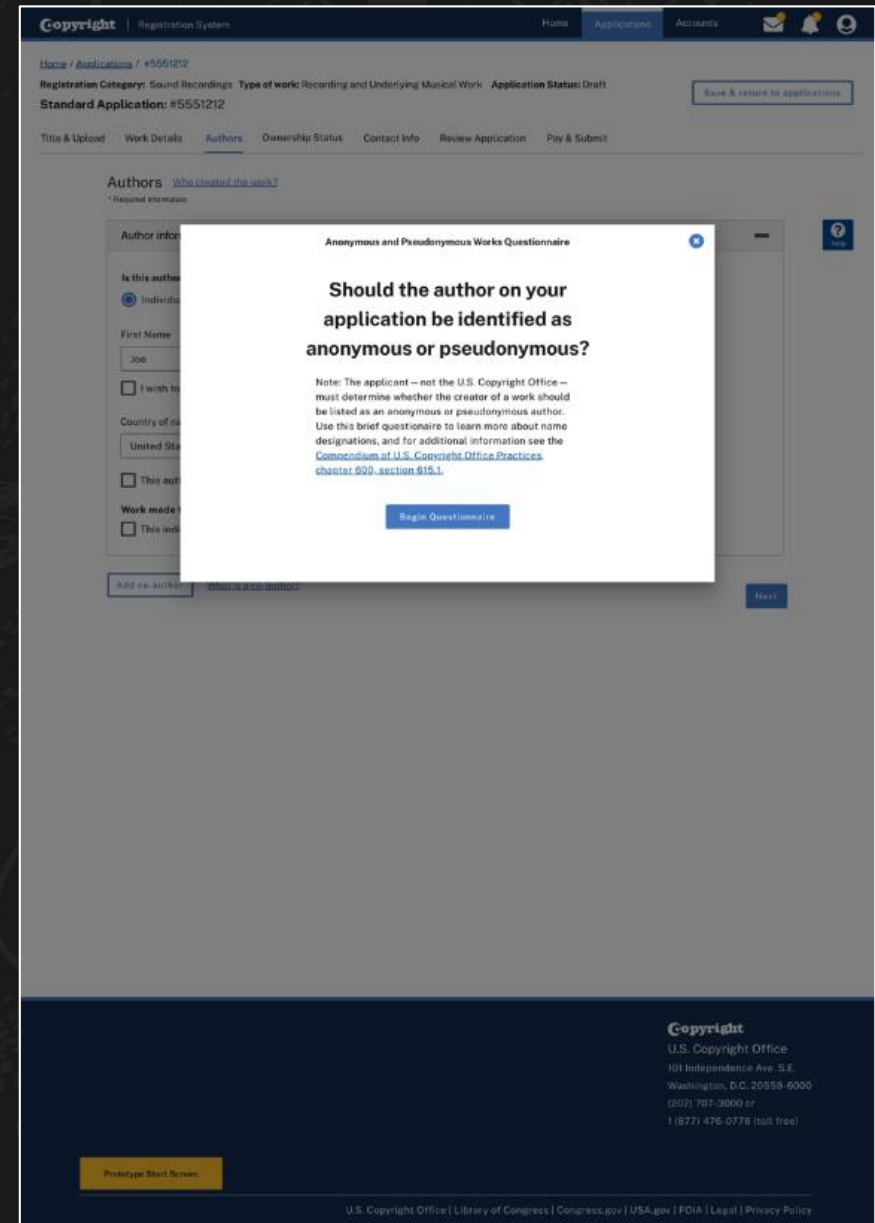 Copyright | Registration System
Home Applications Accounts
Home / Applications / #5551212
Registration Category: Sound Recordings Type of work: Recording and Underlying Musical Work Application Status: Draft
Save & return to applications
Standard Application: #5551212
Title & Upload Work Details Authors Ownership Status Contact Info Review Application Pay & Submit
Authors Who created the work?
* Required Information
Author infor
help
Is this autho
Individu
First Name
Joe
I wish to
Country of na
United Sta
This aut
Work made
This indi
Anonymous and Pseudonymous Works Questionnaire
Should the author on your
application be identified as
anonymous or pseudonymous?
Note: The applicant — not the U.S. Copyright Office —
must determine whether the creator of a work should
be listed as an anonymous or pseudonymous author.
Use this brief questionaire to learn more about name
designations, and for additional information see the
Compendium of U.S. Copyright Office Practices,
chapter 600, section 615.1.
Begin Questionnaire
Add co-author
What is a co-author?
Next
Copyright
U.S. Copyright Office
101 Independence Ave. S.E.
Washington, D.C. 20559-6000
(202) 707-3000 or
1 (877) 476-0778 (toll free)
Prototype Start Screen
U.S. Copyright Office | Library of Congress | Congress.gov | USA.gov | FOIA | Legal | Privacy Policy